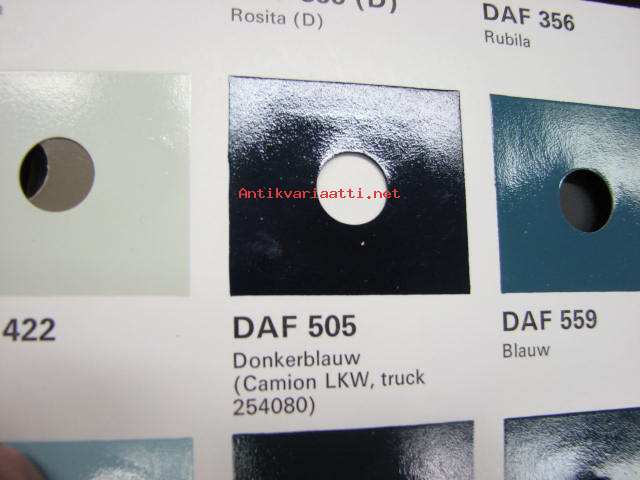 Rosita (D)
DAF 356
Rubila
Antikvariaatti.net
422
DAF 505
Donkerblauw
(Camion LKW, truck
254080)
DAF 559
Blauw